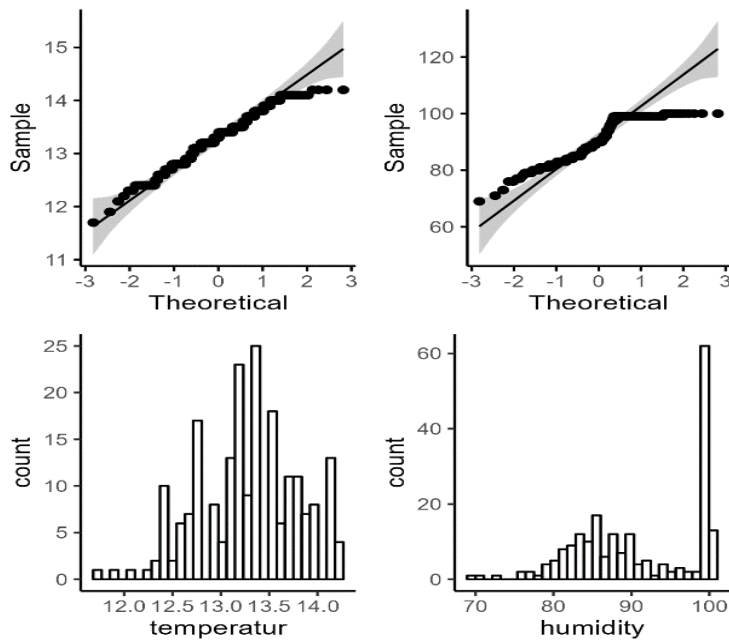 Sample
15
14
13
12
11
-3 -2 -1 0 1 2 3
Theoretical
Sample
120
100
80
60
-3 -2 -1 0 1 2 3
Theoretical
count
25
20
15
10
5
0
12.0 12.5 13.0 13.5 14.0
temperatur
count
60
40
20
0
70 80 90 100
humidity